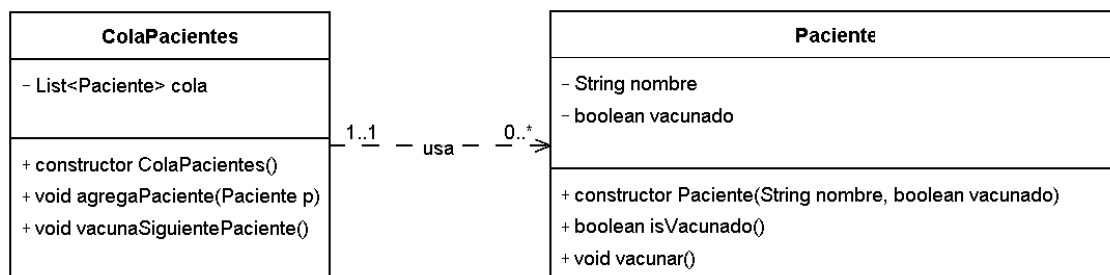 ColaPacientes
- List<Paciente> cola
+ constructor ColaPacientes()
+ void agregaPaciente(Paciente p)
+ void vacunaSiguientePaciente()
1..1
usa
0..*
Paciente
- String nombre
- boolean vacunado
+ constructor Paciente(String nombre, boolean vacunado)
+ boolean isVacunado()
+ void vacunar()